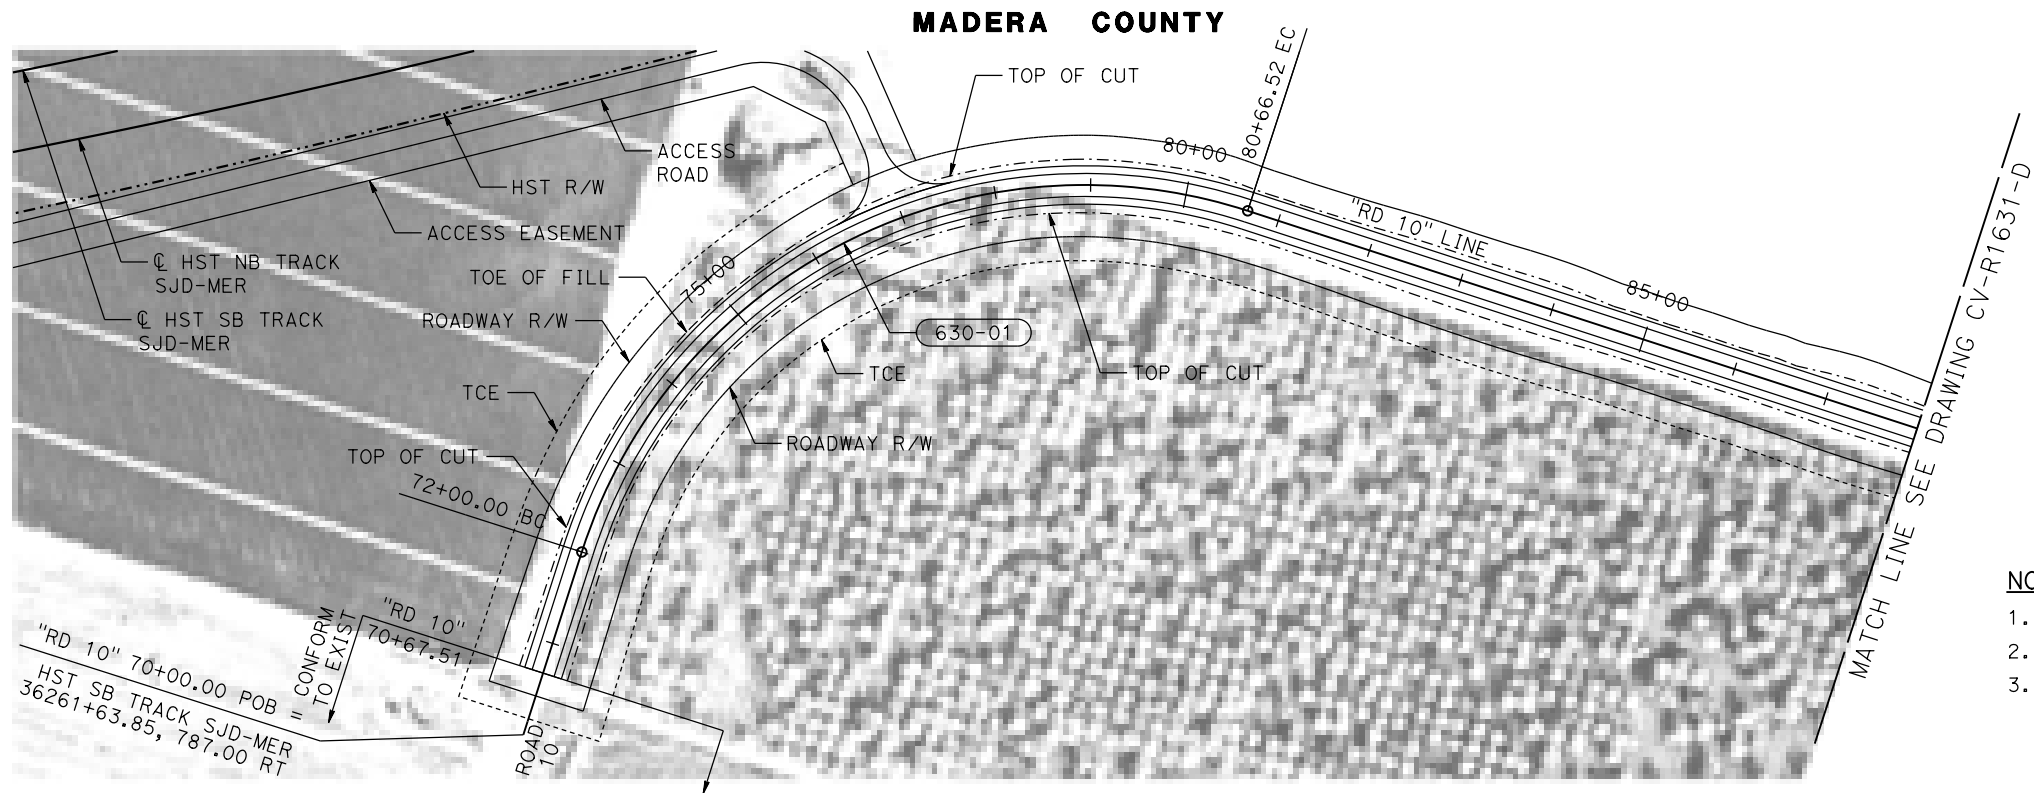 MADERA COUNTY
TOP OF CUT
80+66.52 EC
80+00
ACCESS
ROAD
HST R/W
ACCESS EASEMENT
"RD 10" LINE
℄ HST NB TRACK
SJD-MER
TOE OF FILL
75+00
85+00
℄ HST SB TRACK
SJD-MER
ROADWAY R/W
630-01
TCE
TOP OF CUT
TCE
ROADWAY R/W
TOP OF CUT
72+00.00 BC
MATCH LINE SEE DRAWING CV-R1631-D
NO
1.
2.
3.
CONFORM
TO EXIST
"RD 10"
70+67.51
"RD 10" 70+00.00 POB =
HST SB TRACK SJD-MER
36261+63.85, 787.00 RT
ROAD
10